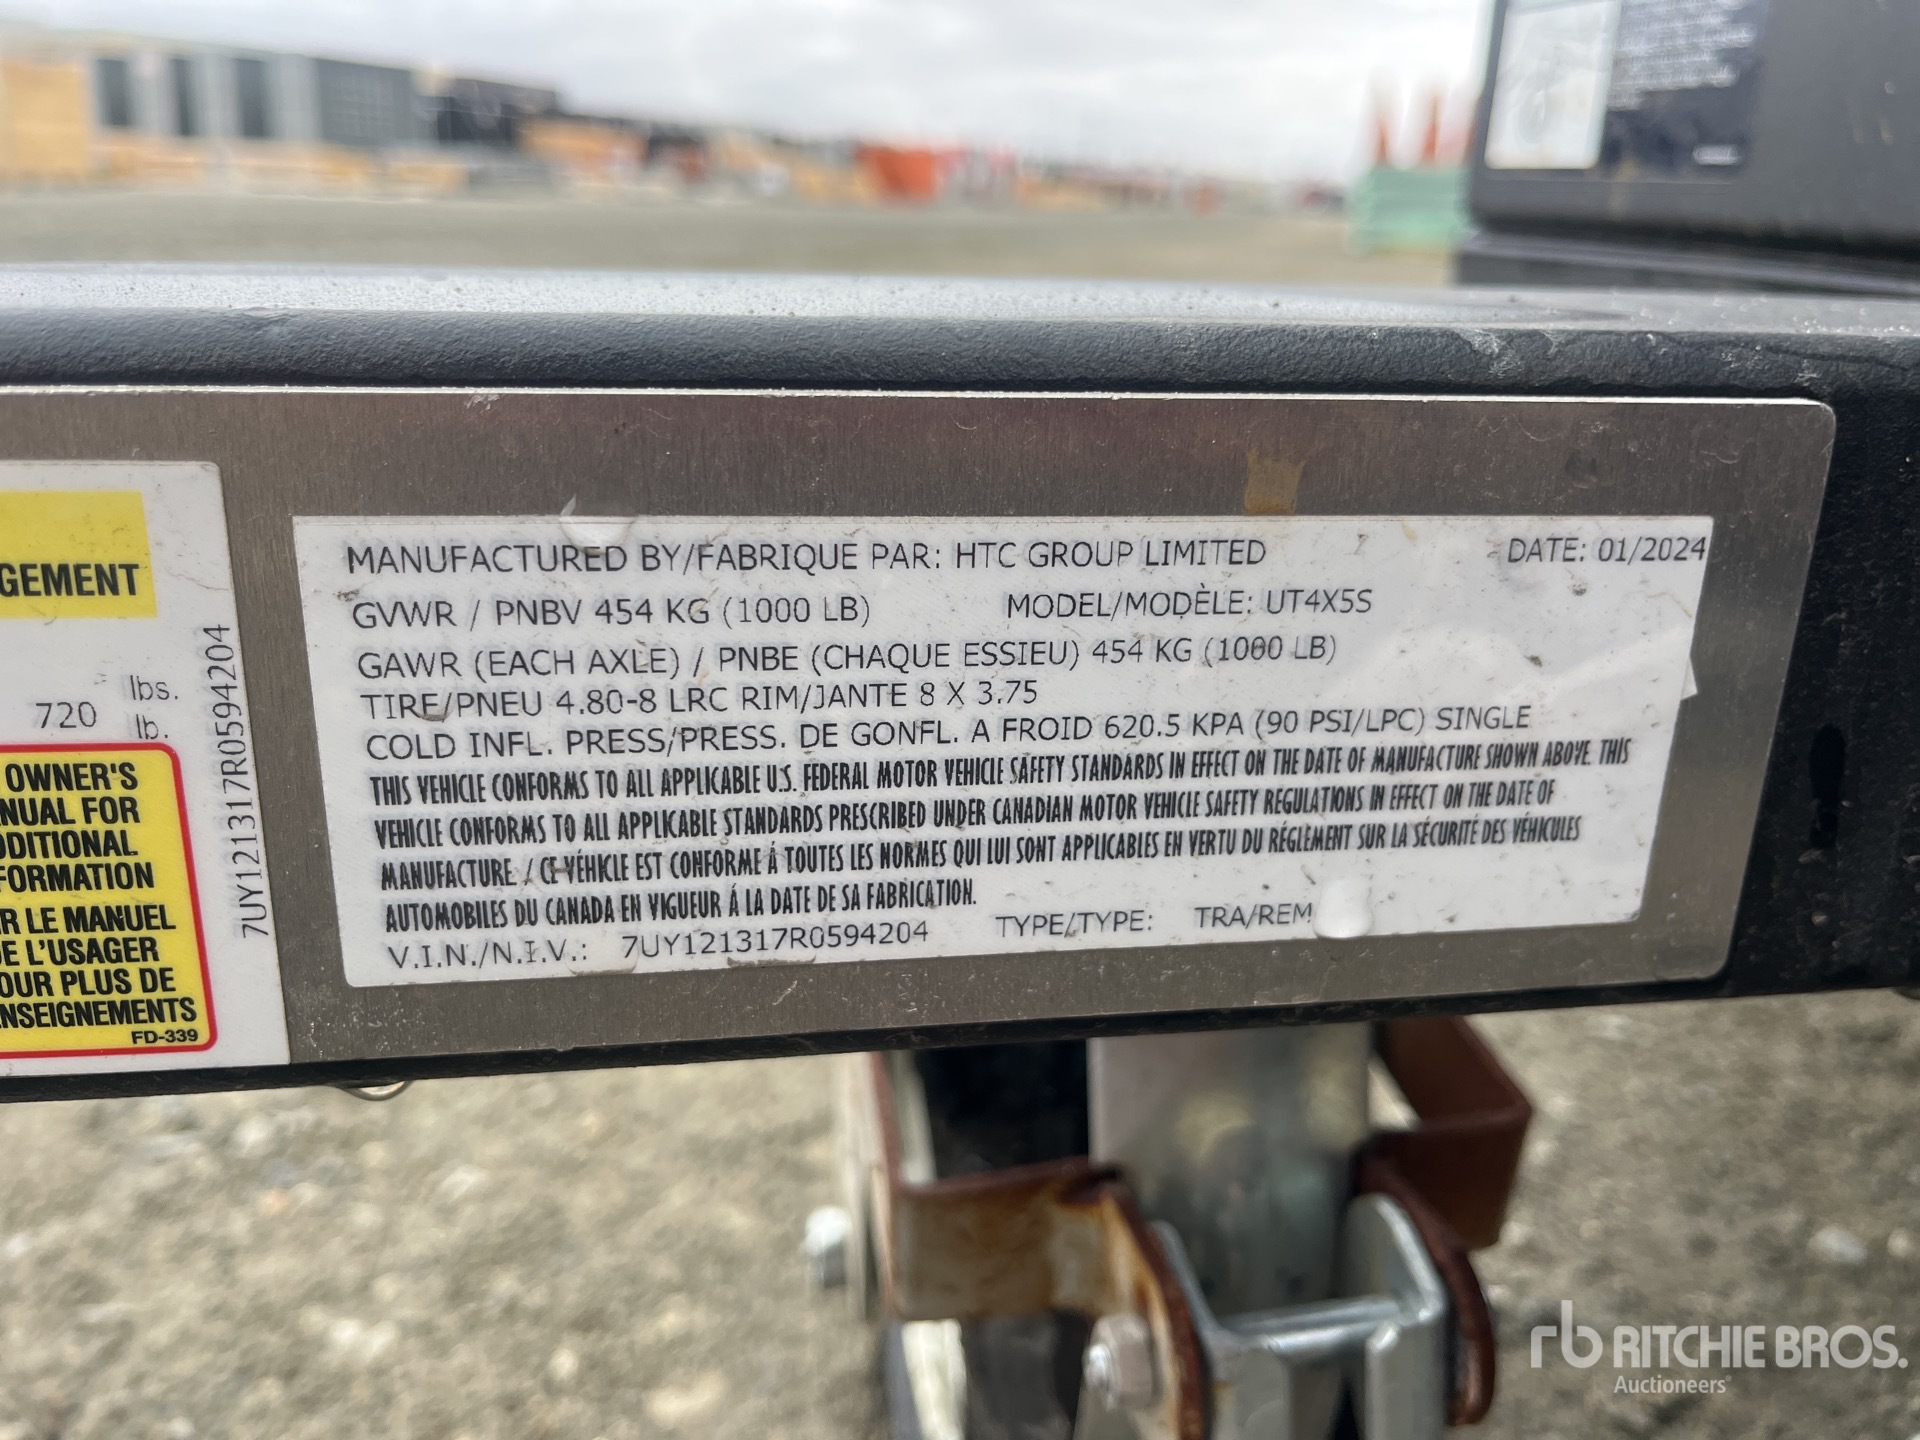 GEMENT
lbs.
720 lb.
OWNER'S
NUAL FOR
DDITIONAL
FORMATION
R LE MANUEL
DE L'USAGER
OUR PLUS DE
NSEIGNEMENTS
FD-339
7UY121317R0594204
MANUFACTURED BY/FABRIQUE PAR: HTC GROUP LIMITED DATE: 01/2024
GVWR / PNBV 454 KG (1000 LB) MODEL/MODÈLE: UT4X5S
GAWR (EACH AXLE) / PNBE (CHAQUE ESSIEU) 454 KG (1000 LB)
TIRE/PNEU 4.80-8 LRC RIM/JANTE 8 X 3.75
COLD INFL. PRESS/PRESS. DE GONFL. A FROID 620.5 KPA (90 PSI/LPC) SINGLE
THIS VEHICLE CONFORMS TO ALL APPLICABLE U.S. FEDERAL MOTOR VEHICLE SAFETY STANDARDS IN EFFECT ON THE DATE OF MANUFACTURE SHOWN ABOVE. THIS
VEHICLE CONFORMS TO ALL APPLICABLE STANDARDS PRESCRIBED UNDER CANADIAN MOTOR VEHICLE SAFETY REGULATIONS IN EFFECT ON THE DATE OF
MANUFACTURE. / CE VÉHICLE EST CONFORME À TOUTES LES NORMES QUI LUI SONT APPLICABLES EN VERTU DU RÉGLEMENT SUR LA SÉCURITÉ DES VÉHICULES
AUTOMOBILES DU CANADA EN VIGUEUR Á LA DATE DE SA FABRICATION.
V.I.N./N.I.V.: 7UY121317R0594204 TYPE/TYPE: TRA/REM
rb RITCHIE BROS.
Auctioneers